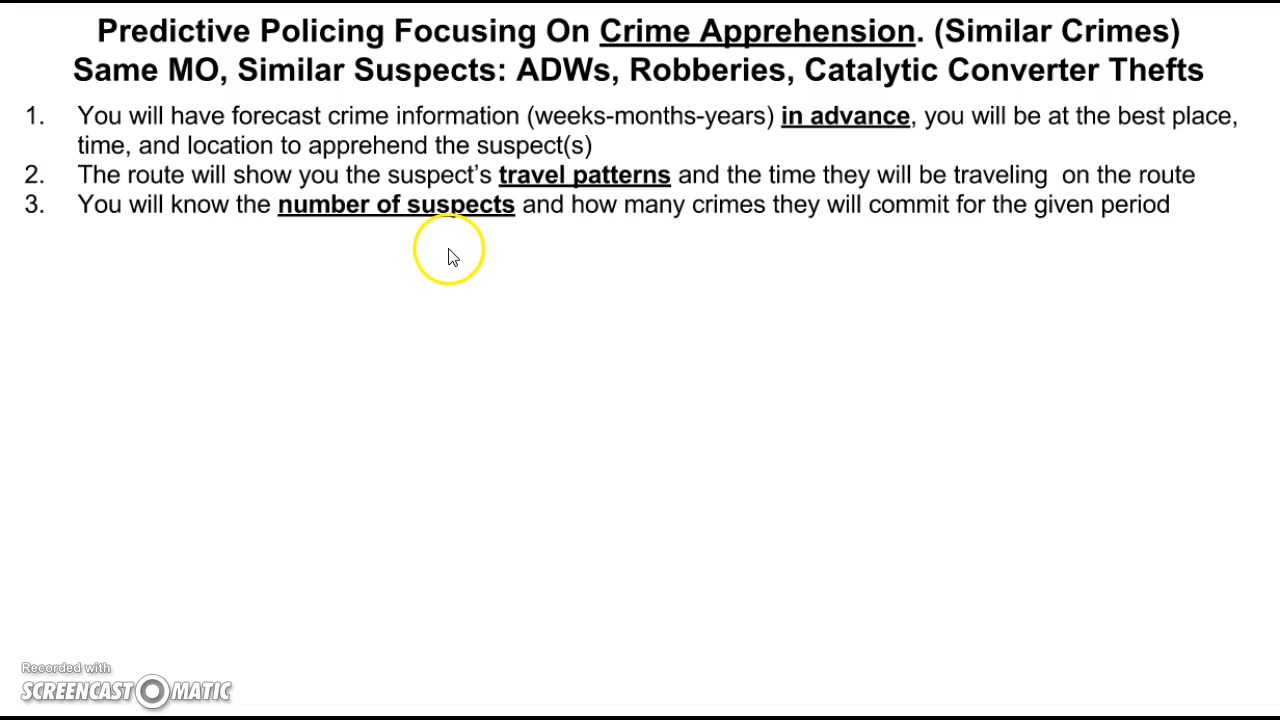 Predictive Policing Focusing On Crime Apprehension. (Similar Crimes)
Same MO, Similar Suspects: ADWs, Robberies, Catalytic Converter Thefts
1. You will have forecast crime information (weeks-months-years) in advance, you will be at the best place,
time, and location to apprehend the suspect(s)
2. The route will show you the suspect's travel patterns and the time they will be traveling  on the route
3. You will know the number of suspects and how many crimes they will commit for the given period
Recorded with
SCREENCAST O MATIC